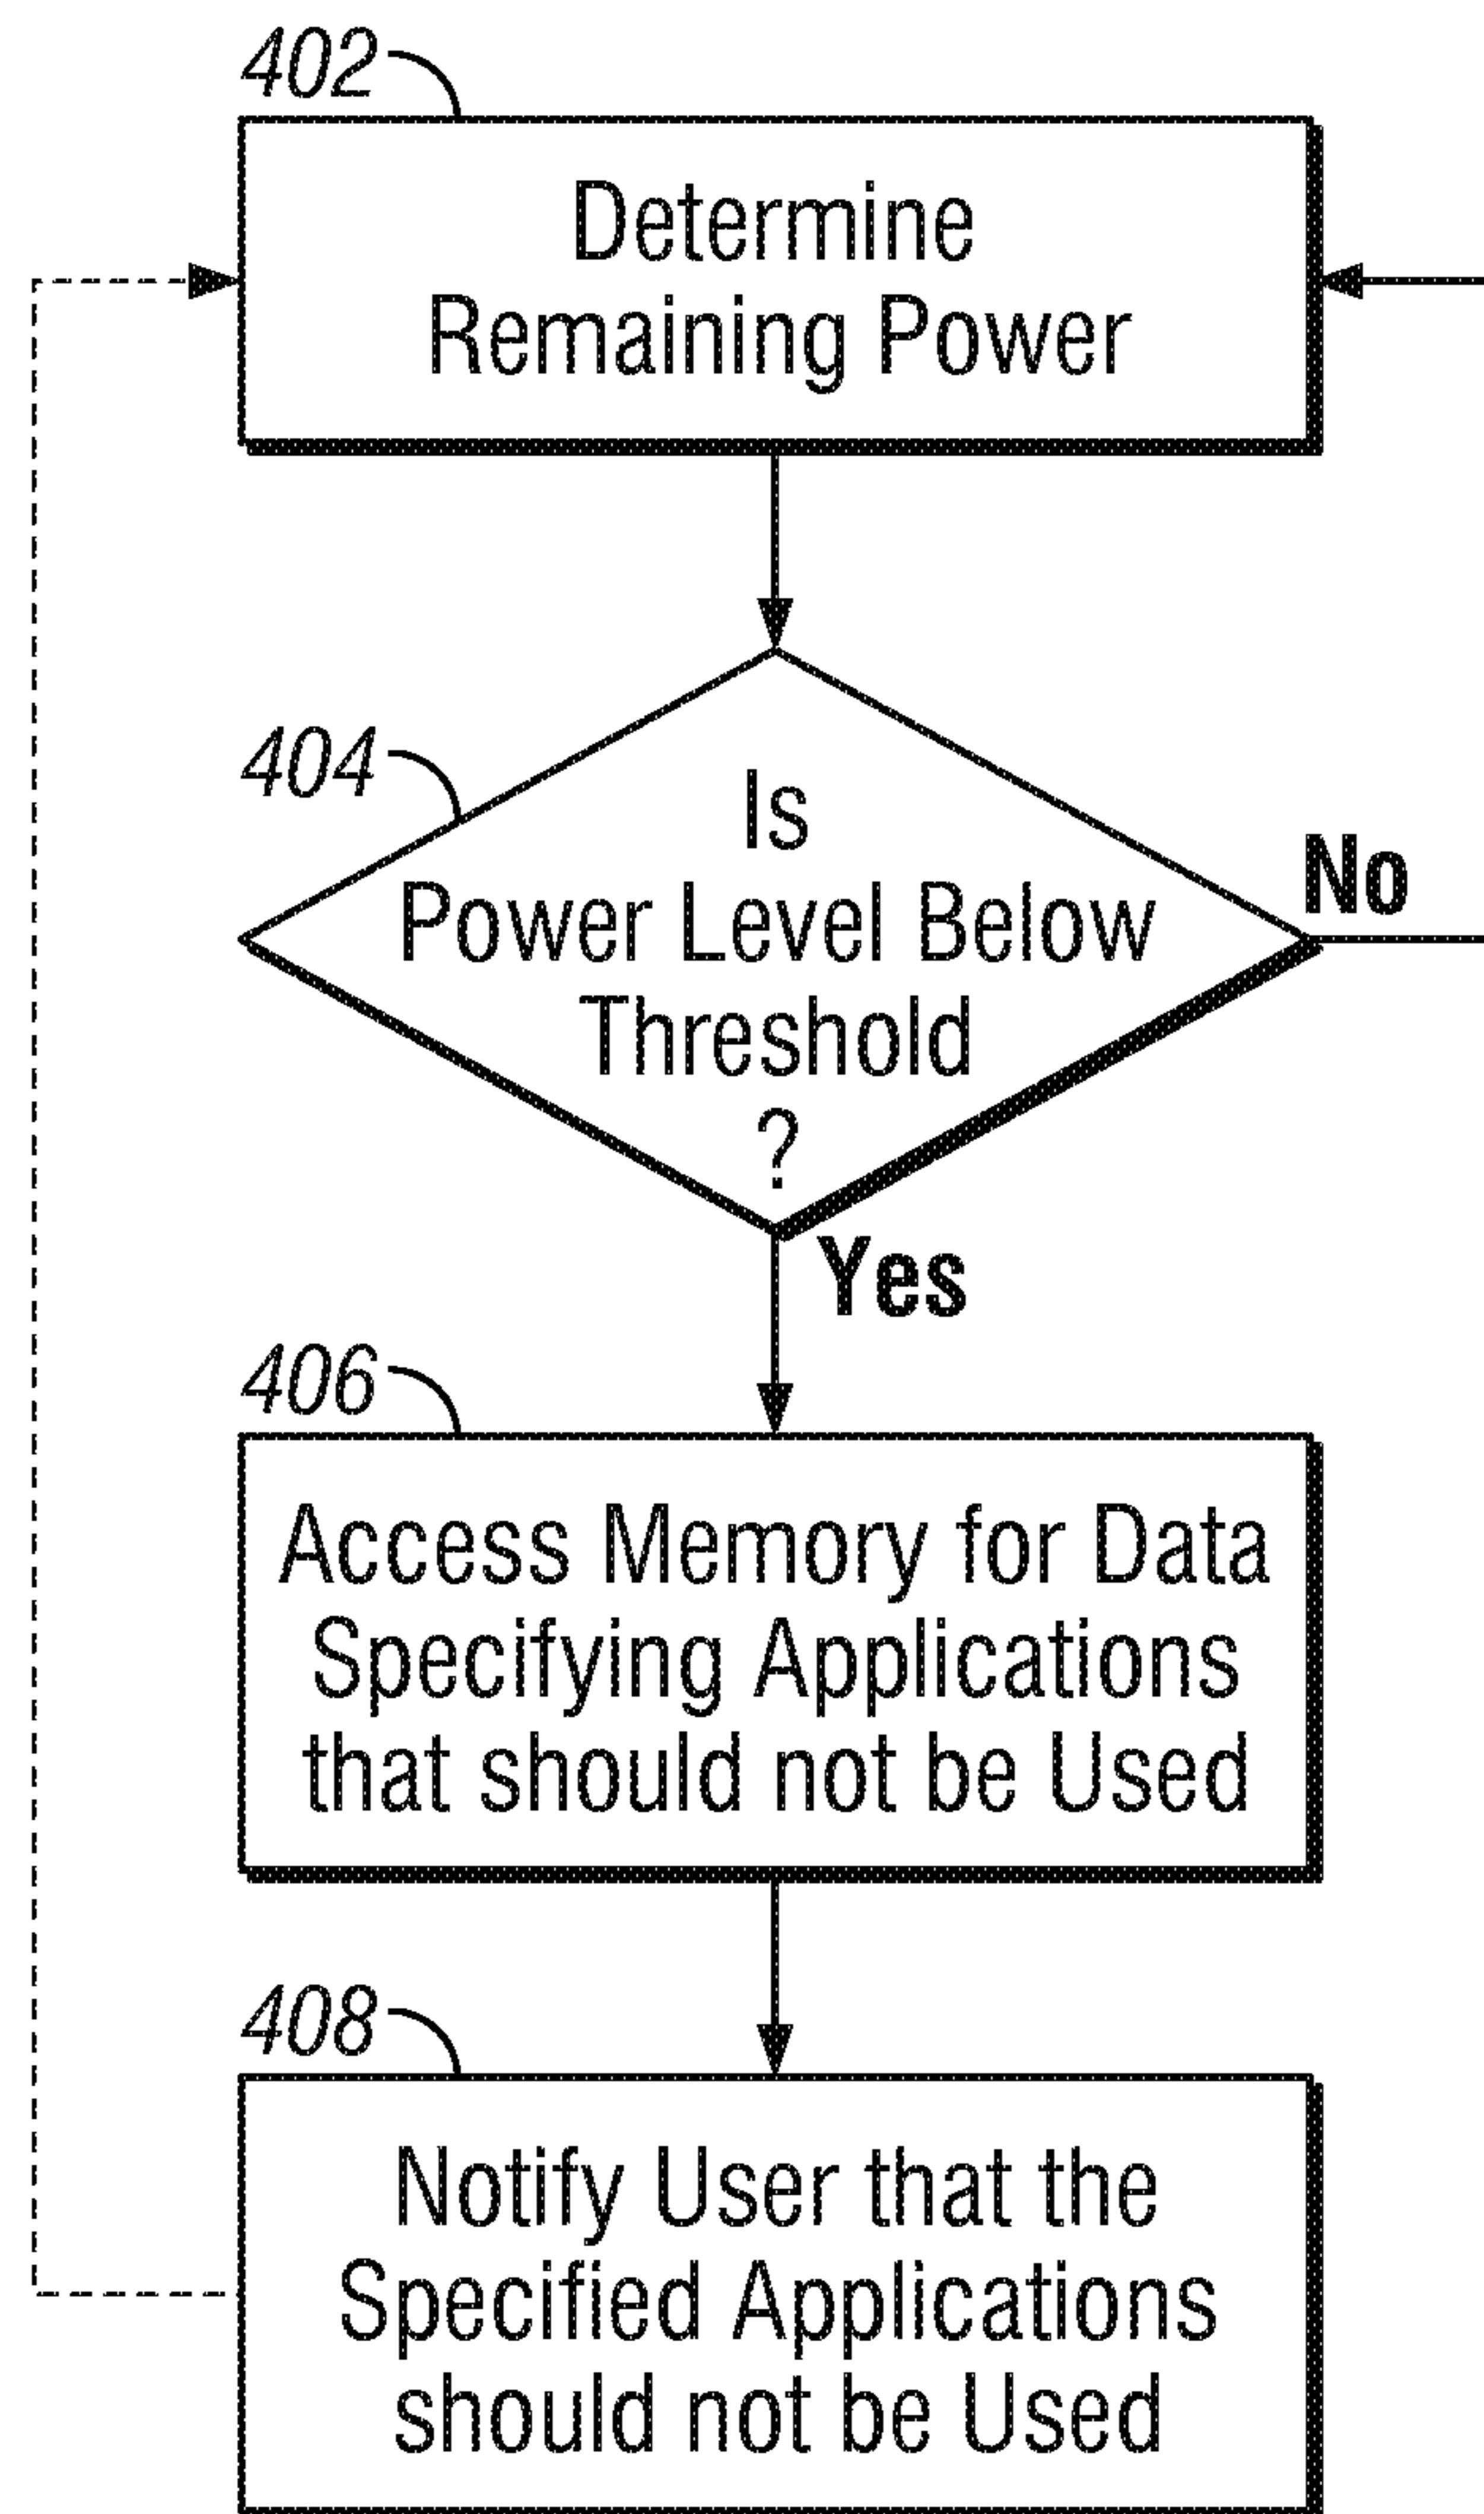 402
Determine
Remaining Power
404
Is
Power Level Below
Threshold
?
No
Yes
406
Access Memory for Data
Specifying Applications
that should not be Used
408
Notify User that the
Specified Applications
should not be Used